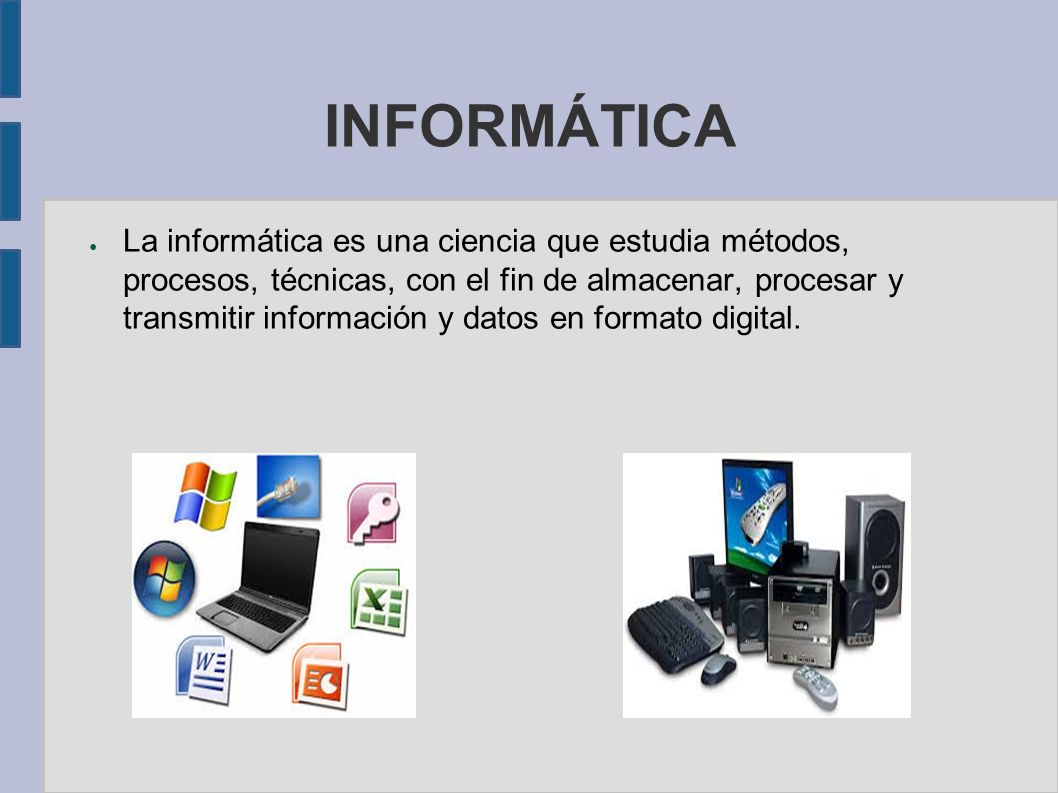 INFORMÁTICA
● La informática es una ciencia que estudia métodos,
procesos, técnicas, con el fin de almacenar, procesar y
transmitir información y datos en formato digital.
W
X